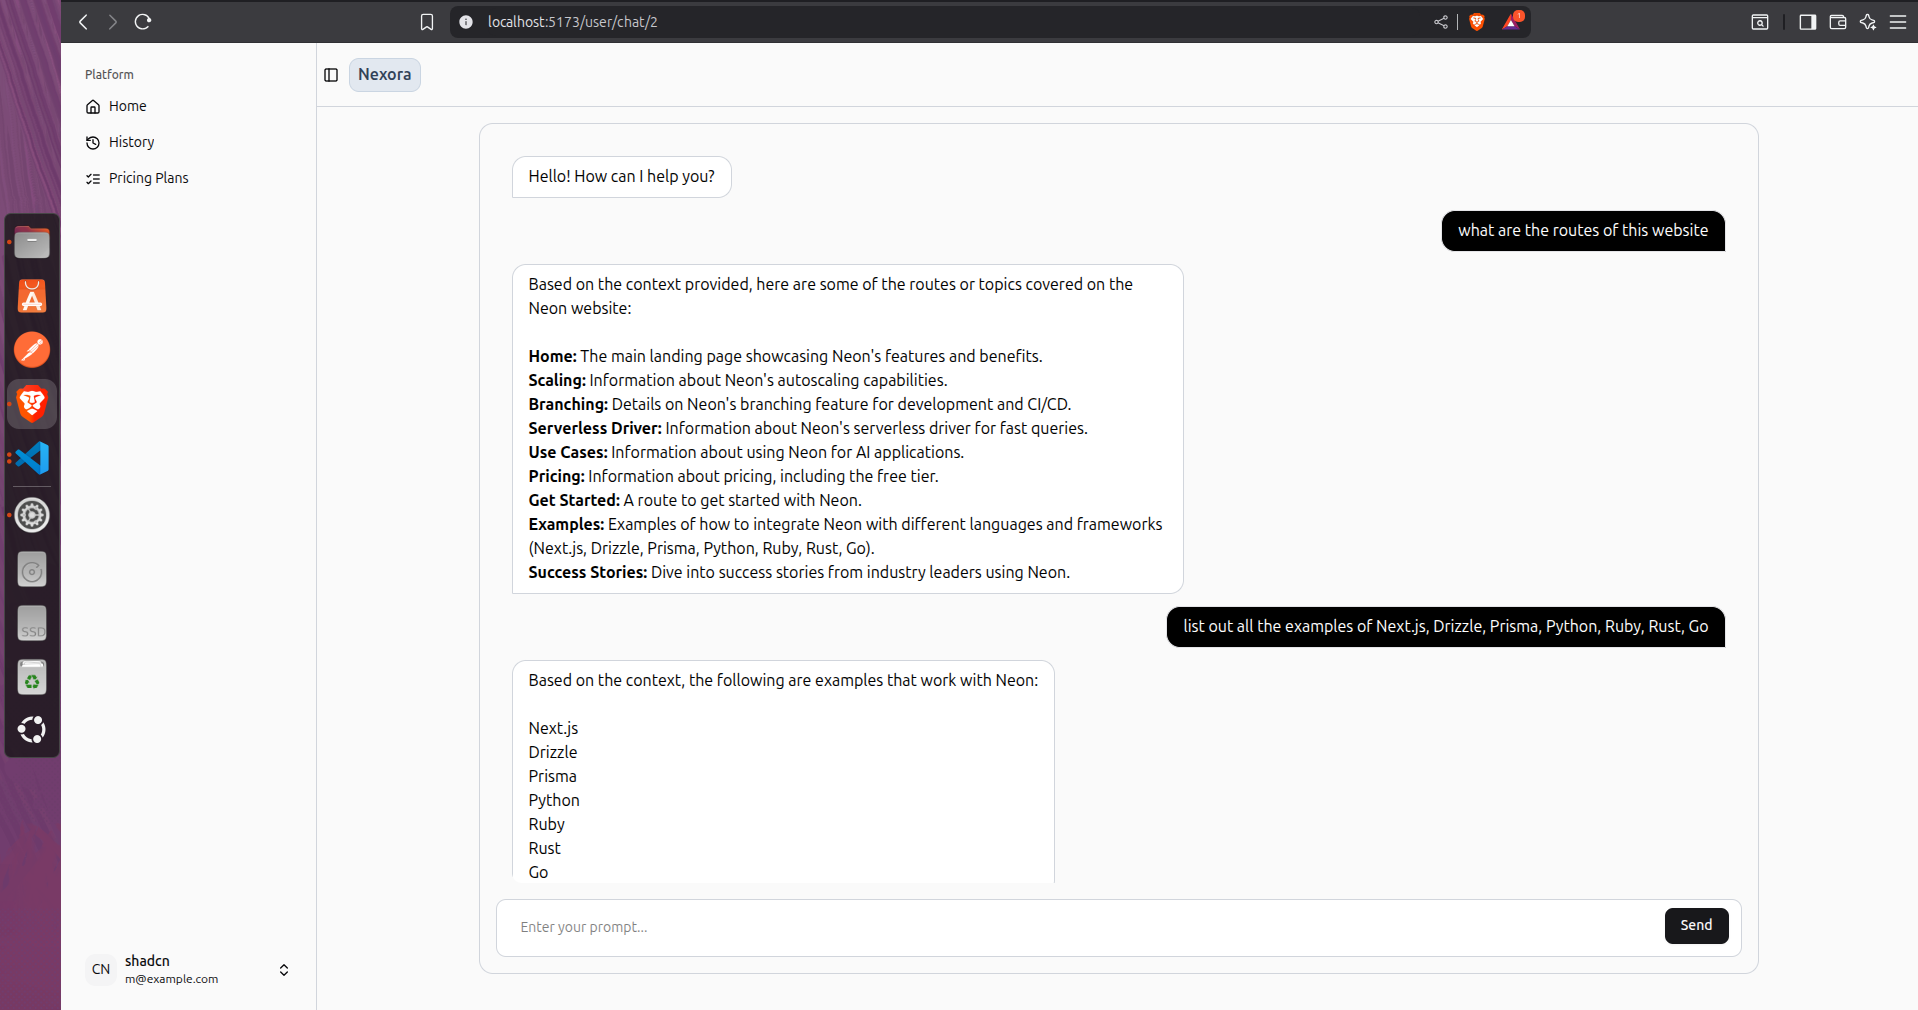 localhost:5173/user/chat/2
1
Platform
Home
History
Pricing Plans
Nexora
Hello! How can I help you?
what are the routes of this website
Based on the context provided, here are some of the routes or topics covered on the
Neon website:
Home: The main landing page showcasing Neon's features and benefits.
Scaling: Information about Neon's autoscaling capabilities.
Branching: Details on Neon's branching feature for development and CI/CD.
Serverless Driver: Information about Neon's serverless driver for fast queries.
Use Cases: Information about using Neon for AI applications.
Pricing: Information about pricing, including the free tier.
Get Started: A route to get started with Neon.
Examples: Examples of how to integrate Neon with different languages and frameworks
(Next.js, Drizzle, Prisma, Python, Ruby, Rust, Go).
Success Stories: Dive into success stories from industry leaders using Neon.
list out all the examples of Next.js, Drizzle, Prisma, Python, Ruby, Rust, Go
Based on the context, the following are examples that work with Neon:
Next.js
Drizzle
Prisma
Python
Ruby
Rust
Go
Enter your prompt...
Send
SSD
CN
shadcn
m@example.com